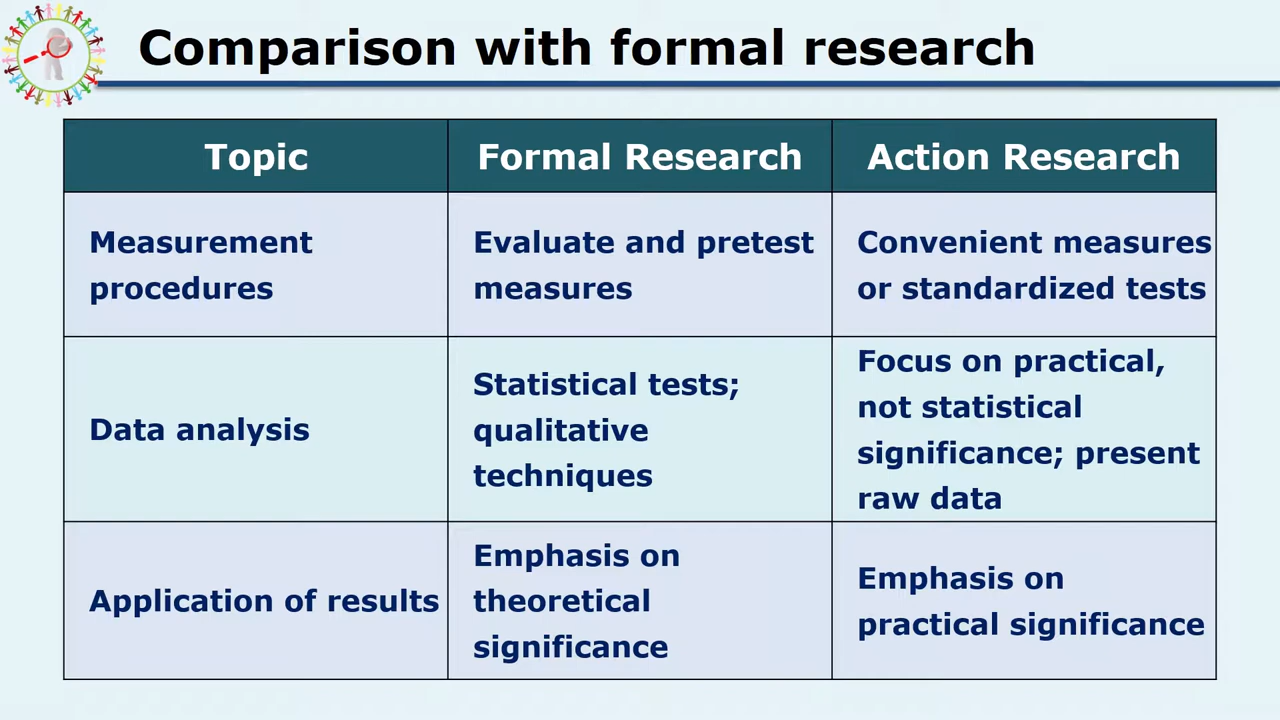 Comparison with formal research
Topic
Formal Research
Action Research
Measurement
procedures
Evaluate and pretest
measures
Convenient measures
or standardized tests
Data analysis
Statistical tests;
qualitative
techniques
Focus on practical,
not statistical
significance; present
raw data
Application of results
Emphasis on
theoretical
significance
Emphasis on
practical significance